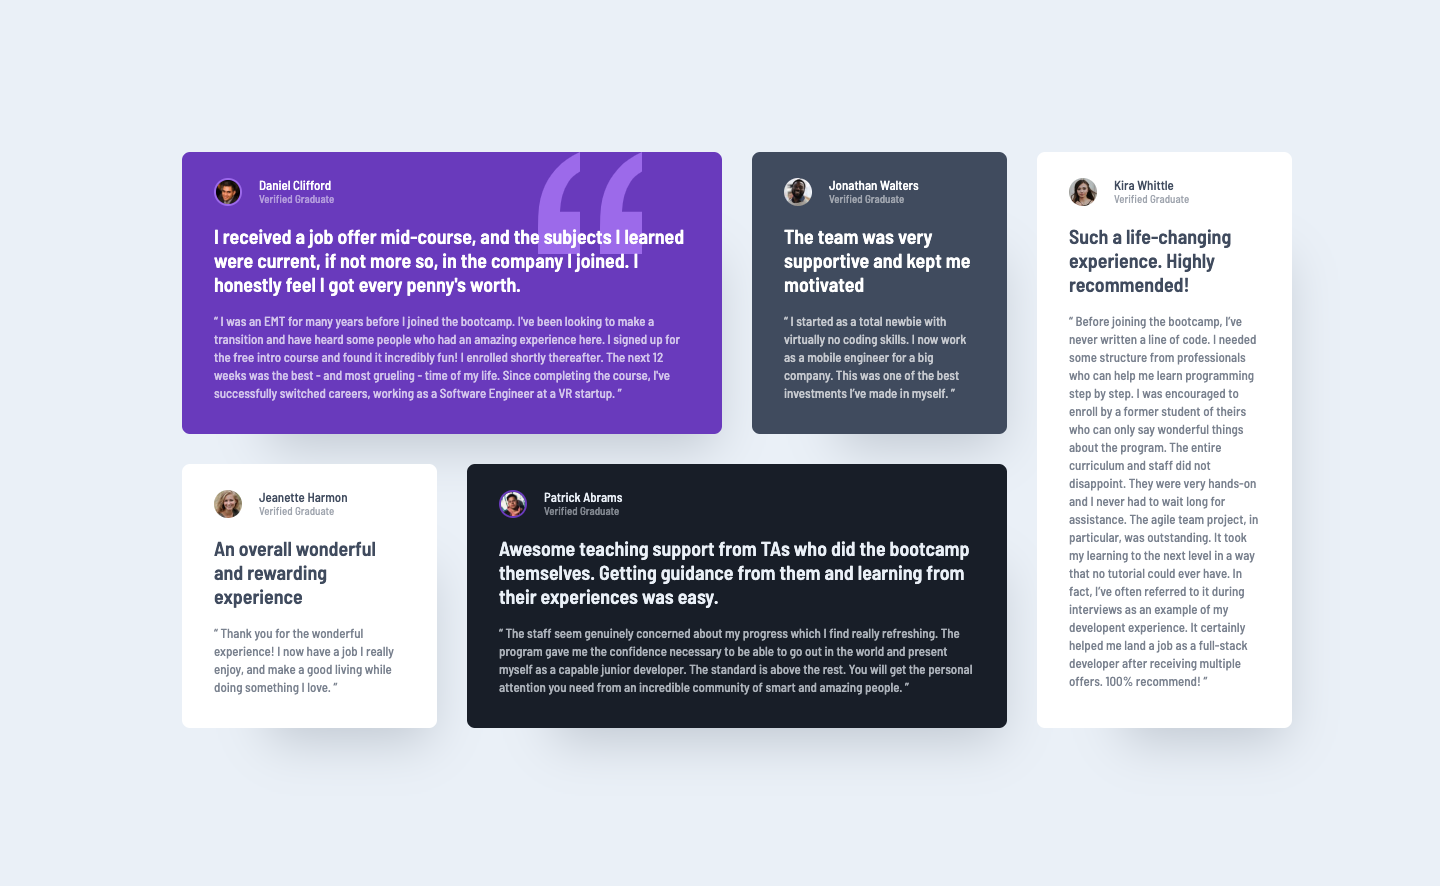 Daniel Clifford
Verified Graduate
I received a job offer mid-course, and the subjects I learned
were current, if not more so, in the company I joined. I
honestly feel I got every penny's worth.
“ I was an EMT for many years before I joined the bootcamp. I've been looking to make a
transition and have heard some people who had an amazing experience here. I signed up for
the free intro course and found it incredibly fun! I enrolled shortly thereafter. The next 12
weeks was the best - and most grueling - time of my life. Since completing the course, I've
successfully switched careers, working as a Software Engineer at a VR startup. ”
Jonathan Walters
Verified Graduate
The team was very
supportive and kept me
motivated
“ I started as a total newbie with
virtually no coding skills. I now work
as a mobile engineer for a big
company. This was one of the best
investments I’ve made in myself. ”
Kira Whittle
Verified Graduate
Such a life-changing
experience. Highly
recommended!
“ Before joining the bootcamp, I’ve
never written a line of code. I needed
some structure from professionals
who can help me learn programming
step by step. I was encouraged to
enroll by a former student of theirs
who can only say wonderful things
about the program. The entire
curriculum and staff did not
disappoint. They were very hands-on
and I never had to wait long for
assistance. The agile team project, in
particular, was outstanding. It took
my learning to the next level in a way
that no tutorial could ever have. In
fact, I’ve often referred to it during
interviews as an example of my
developent experience. It certainly
helped me land a job as a full-stack
developer after receiving multiple
offers. 100% recommend! ”
Jeanette Harmon
Verified Graduate
An overall wonderful
and rewarding
experience
“ Thank you for the wonderful
experience! I now have a job I really
enjoy, and make a good living while
doing something I love. ”
Patrick Abrams
Verified Graduate
Awesome teaching support from TAs who did the bootcamp
themselves. Getting guidance from them and learning from
their experiences was easy.
“ The staff seem genuinely concerned about my progress which I find really refreshing. The
program gave me the confidence necessary to be able to go out in the world and present
myself as a capable junior developer. The standard is above the rest. You will get the personal
attention you need from an incredible community of smart and amazing people. ”